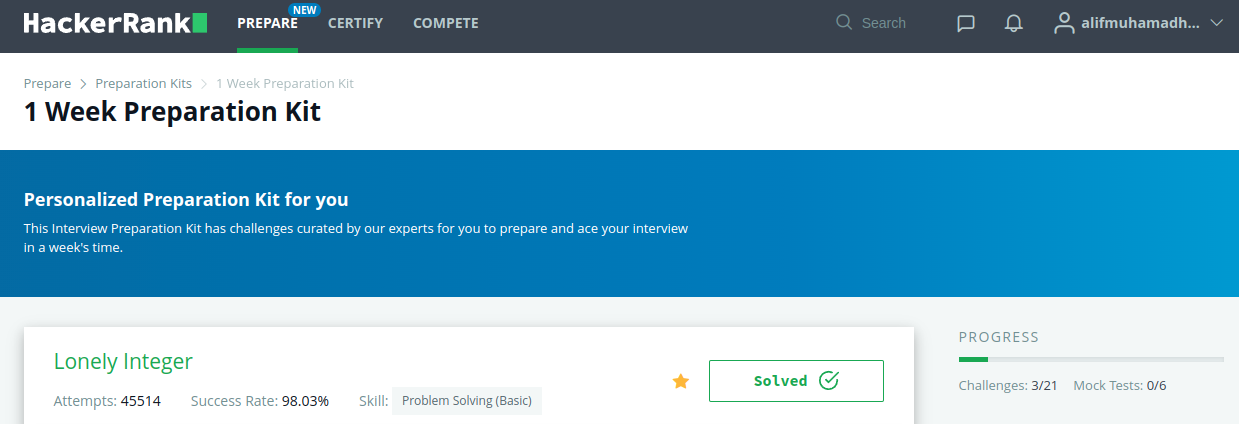 HackerRank PREPARE NEW CERTIFY COMPETE Search alifmuhamadh...
Prepare > Preparation Kits > 1 Week Preparation Kit
1 Week Preparation Kit
Personalized Preparation Kit for you
This Interview Preparation Kit has challenges curated by our experts for you to prepare and ace your interview
in a week's time.
Lonely Integer
Attempts: 45514 Success Rate: 98.03% Skill: Problem Solving (Basic)
Solved
PROGRESS
Challenges: 3/21 Mock Tests: 0/6